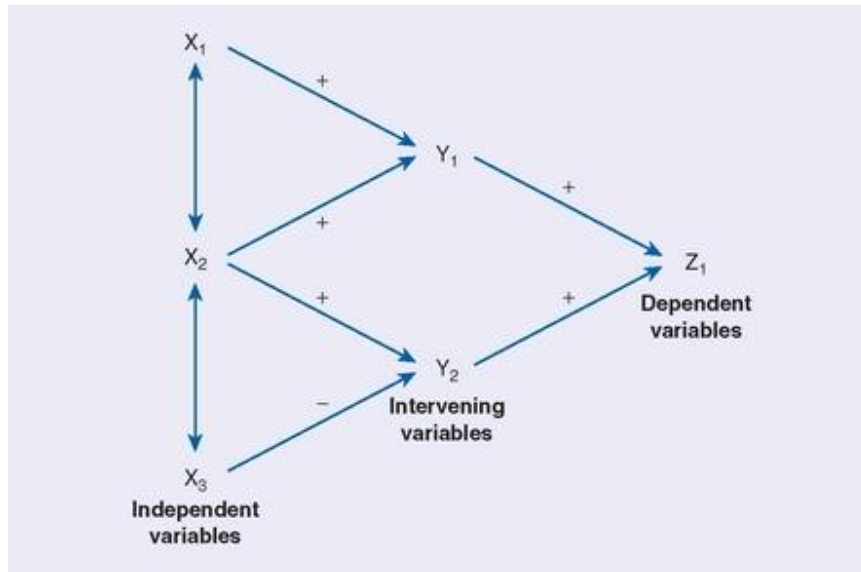 X₁
+
Y₁
+
+
X₂
Z₁
+
+
Dependent
variables
Y₂
−
Intervening
variables
X₃
Independent
variables